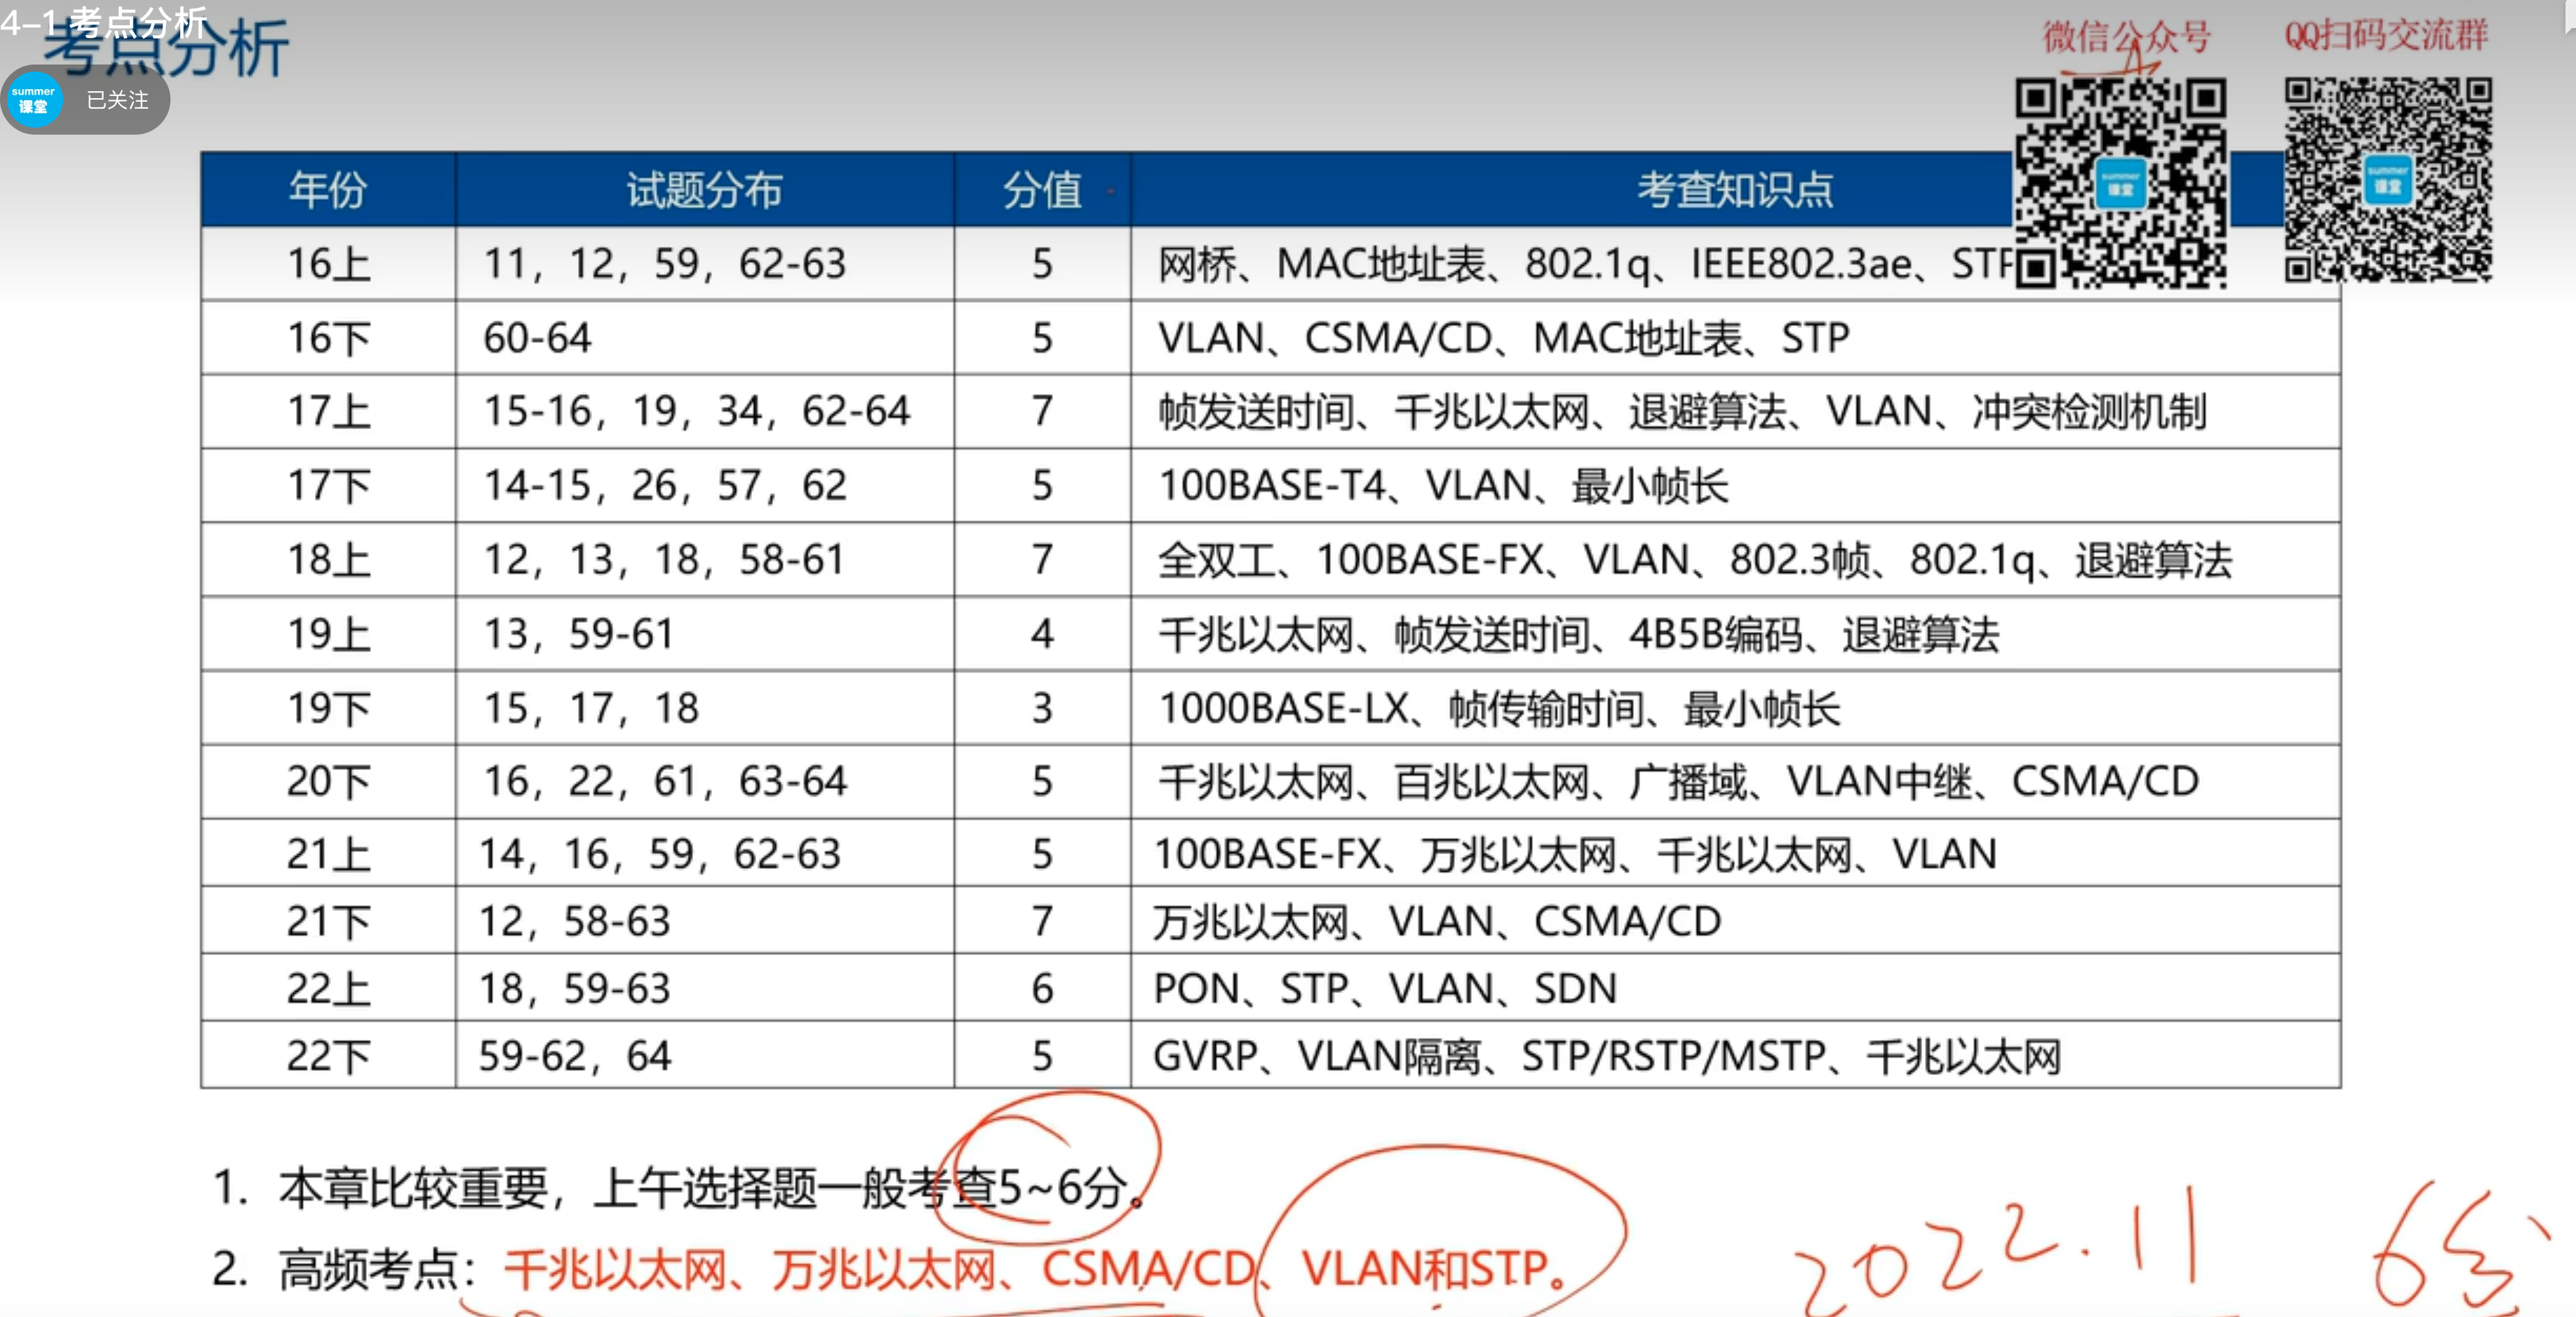 4-1 考点分析
考点分析
微信公众号
QQ扫码交流群
summer
课堂
已关注
summer
课堂
summer
课堂
年份 试题分布 分值 考查知识点
16上 11，12，59，62-63 5 网桥、MAC地址表、802.1q、IEEE802.3ae、
16下 60-64 5 VLAN、CSMA/CD、MAC地址表、STP
17上 15-16，19，34，62-64 7 帧发送时间、千兆以太网、退避算法、VLAN、冲突检测机制
17下 14-15，26，57，62 5 100BASE-T4、VLAN、最小帧长
18上 12，13，18，58-61 7 全双工、100BASE-FX、VLAN、802.3帧、802.1q、退避算法
19上 13，59-61 4 千兆以太网、帧发送时间、4B5B编码、退避算法
19下 15，17，18 3 1000BASE-LX、帧传输时间、最小帧长
20下 16，22，61，63-64 5 千兆以太网、百兆以太网、广播域、VLAN中继、CSMA/CD
21上 14，16，59，62-63 5 100BASE-FX、万兆以太网、千兆以太网、VLAN
21下 12，58-63 7 万兆以太网、VLAN、CSMA/CD
22上 18，59-63 6 PON、STP、VLAN、SDN
22下 59-62，64 5 GVRP、VLAN隔离、STP/RSTP/MSTP、千兆以太网
1. 本章比较重要，上午选择题一般考查5~6分。
2. 高频考点：千兆以太网、万兆以太网、CSMA/CD、VLAN和STP。
2022.11